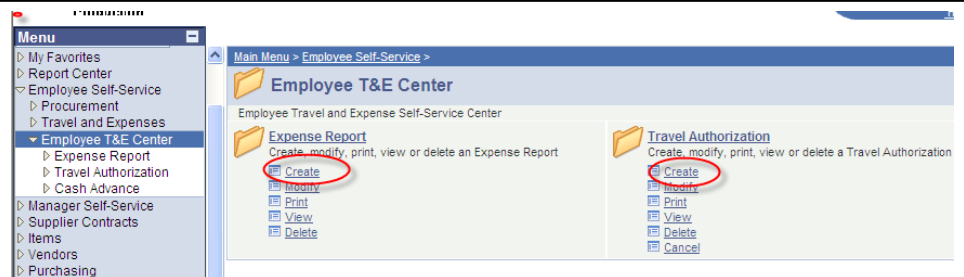 Menu
My Favorites
Report Center
Employee Self-Service
Procurement
Travel and Expenses
Employee T&E Center
Expense Report
Travel Authorization
Cash Advance
Manager Self-Service
Supplier Contracts
Items
Vendors
Purchasing
Main Menu > Employee Self-Service >
Employee T&E Center
Employee Travel and Expense Self-Service Center
Expense Report
Create, modify, print, view or delete an Expense Report
Create
Modify
Print
View
Delete
Travel Authorization
Create, modify, print, view or delete a Travel Authorization
Create
Modify
Print
View
Delete
Cancel